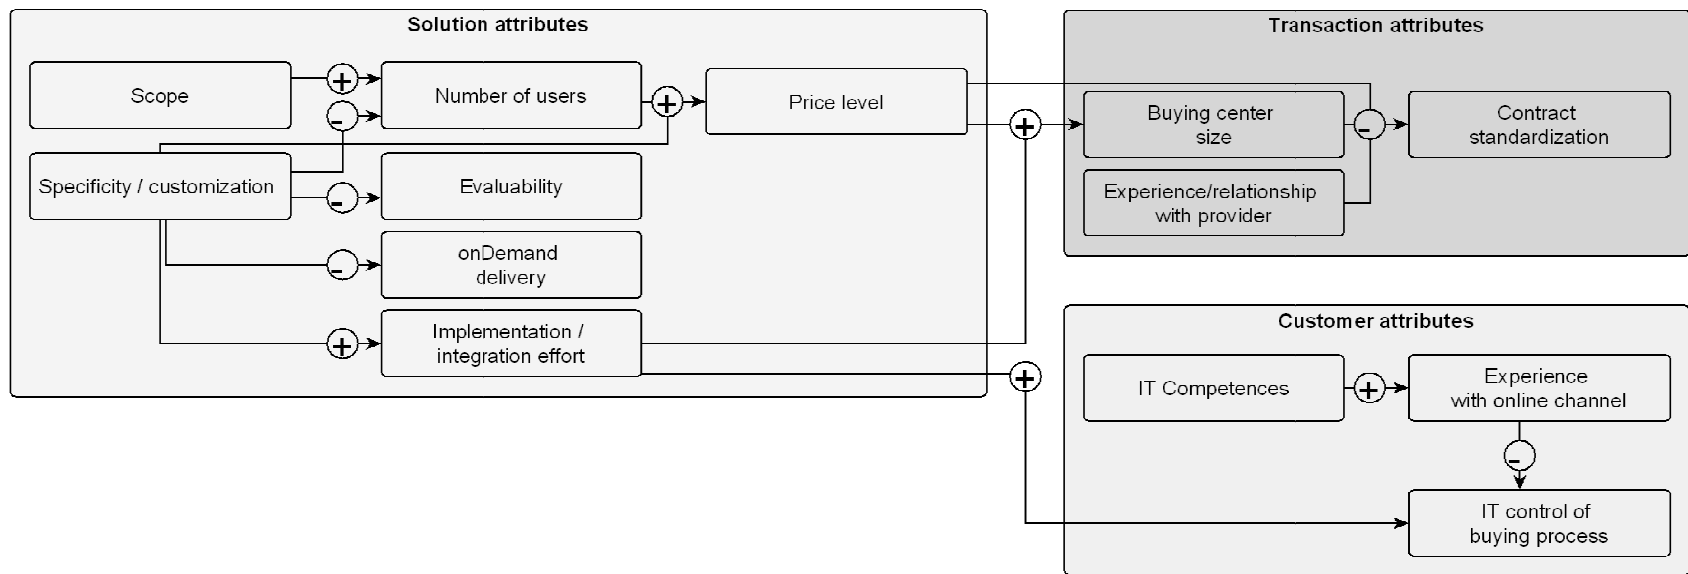 Solution attributes
Scope
+
Number of users
-
+
Price level
Specificity / customization
-
Evaluability
-
onDemand
delivery
+
Implementation /
integration effort
+
+
Transaction attributes
Buying center
size
-
Contract
standardization
Experience/relationship
with provider
Customer attributes
IT Competences
+
Experience
with online channel
-
IT control of
buying process